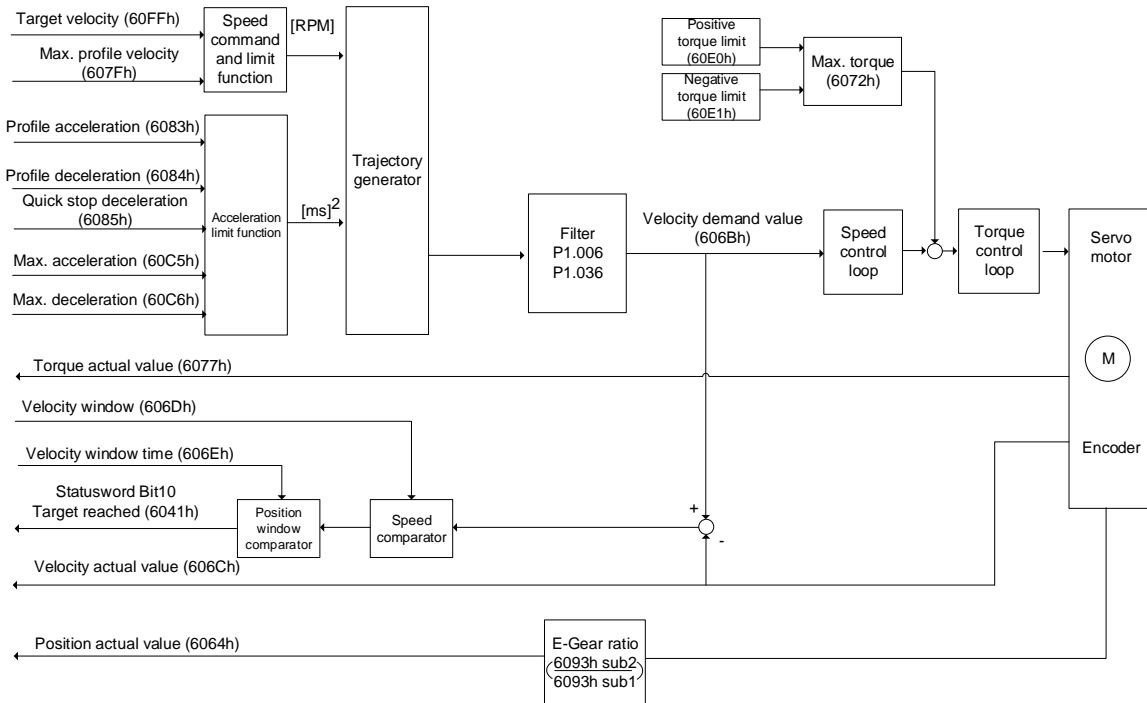 Target velocity (60FFh)
Max. profile velocity
(607Fh)
Speed
command
and limit
function
[RPM]
Profile acceleration (6083h)
Profile deceleration (6084h)
Quick stop deceleration
(6085h)
Max. acceleration (60C5h)
Max. deceleration (60C6h)
Acceleration
limit function
[ms]2
Trajectory
generator
Filter
P1.006
P1.036
Positive
torque limit
(60E0h)
Negative
torque limit
(60E1h)
Max. torque
(6072h)
Velocity demand value
(606Bh)
Speed
control
loop
Torque
control
loop
Servo
motor
M
Encoder
Torque actual value (6077h)
Velocity window (606Dh)
Velocity window time (606Eh)
Statusword Bit10
Target reached (6041h)
Position
window
comparator
Speed
comparator
+
-
Velocity actual value (606Ch)
Position actual value (6064h)
E-Gear ratio
(6093h sub2
6093h sub1)